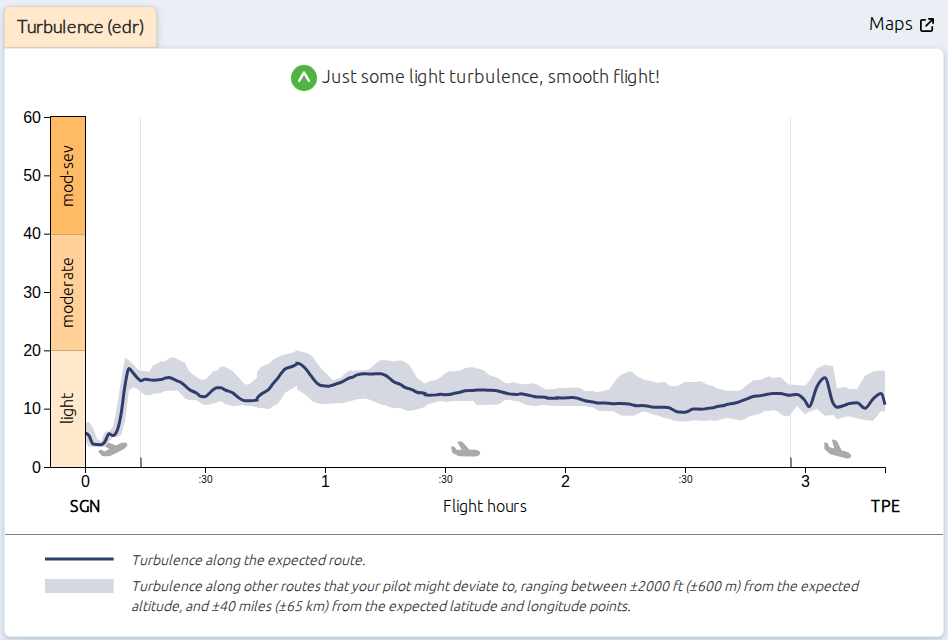 Turbulence (edr)
Maps
Just some light turbulence, smooth flight!
60
mod-sev
50
40
moderate
30
20
light
10
0
0 :30 1 :30 2 :30 3
SGN Flight hours TPE
Turbulence along the expected route.
Turbulence along other routes that your pilot might deviate to, ranging between ±2000 ft (±600 m) from the expected
altitude, and ±40 miles (±65 km) from the expected latitude and longitude points.